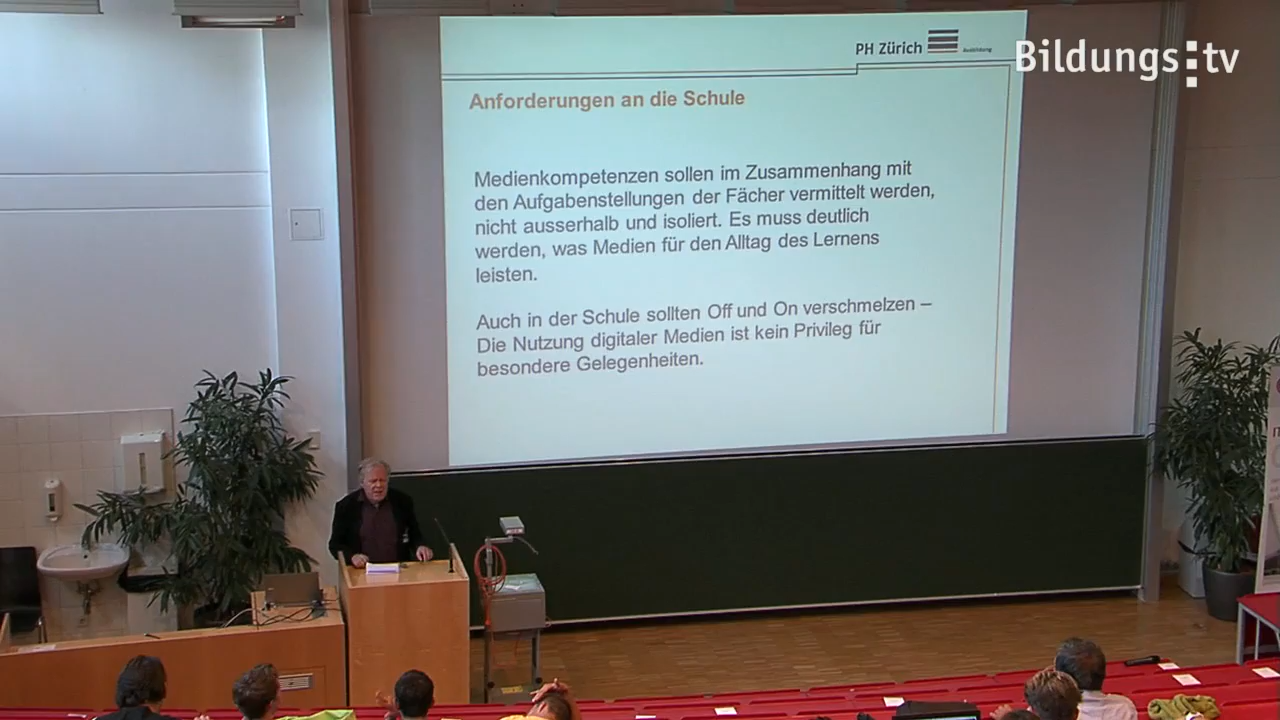 PH Zürich
Ausbildung
Bildungs:tv
Anforderungen an die Schule
Medienkompetenzen sollen im Zusammenhang mit
den Aufgabenstellungen der Fächer vermittelt werden,
nicht ausserhalb und isoliert. Es muss deutlich
werden, was Medien für den Alltag des Lernens
leisten.
Auch in der Schule sollten Off und On verschmelzen –
Die Nutzung digitaler Medien ist kein Privileg für
besondere Gelegenheiten.